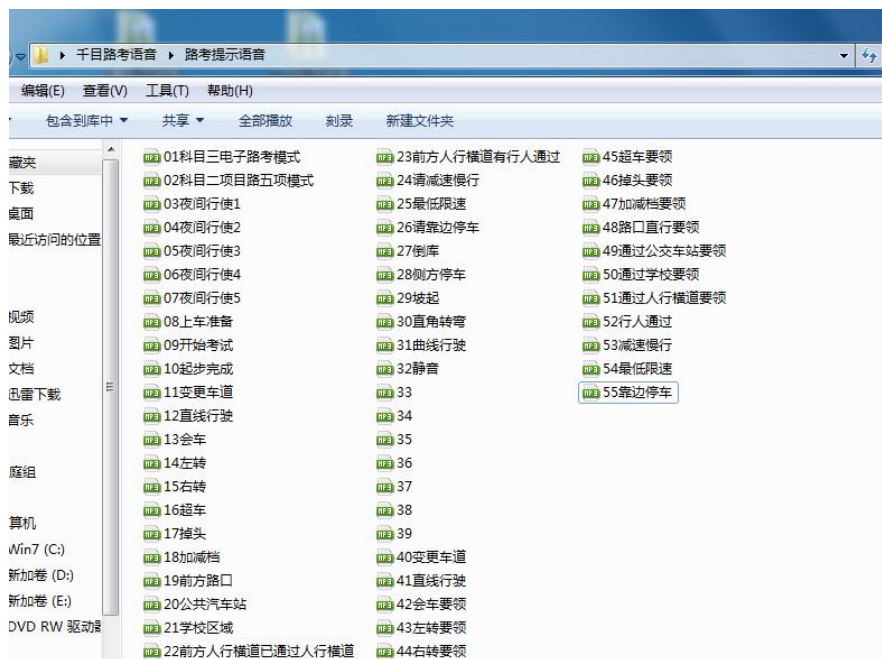 千目路考语音 路考提示语音
编辑(E) 查看(V) 工具(T) 帮助(H)
包含到库中 共享 全部播放 刻录 新建文件夹
藏夹
下载
桌面
最近访问的位置
视频
图片
文档
迅雷下载
音乐
庭组
算机
Win7 (C:)
新加卷 (D:)
新加卷 (E:)
DVD RW 驱动器
01科目三电子路考模式
02科目二项目路五项模式
03夜间行使1
04夜间行使2
05夜间行使3
06夜间行使4
07夜间行使5
08上车准备
09开始考试
10起步完成
11变更车道
12直线行驶
13会车
14左转
15右转
16超车
17掉头
18加减档
19前方路口
20公共汽车站
21学校区域
22前方人行横道已通过人行横道
23前方人行横道有行人通过
24请减速慢行
25最低限速
26请靠边停车
27倒库
28侧方停车
29坡起
30直角转弯
31曲线行驶
32静音
33
34
35
36
37
38
39
40变更车道
41直线行驶
42会车要领
43左转要领
44右转要领
45超车要领
46掉头要领
47加减档要领
48路口直行要领
49通过公交车站要领
50通过学校要领
51通过人行横道要领
52行人通过
53减速慢行
54最低限速
55靠边停车